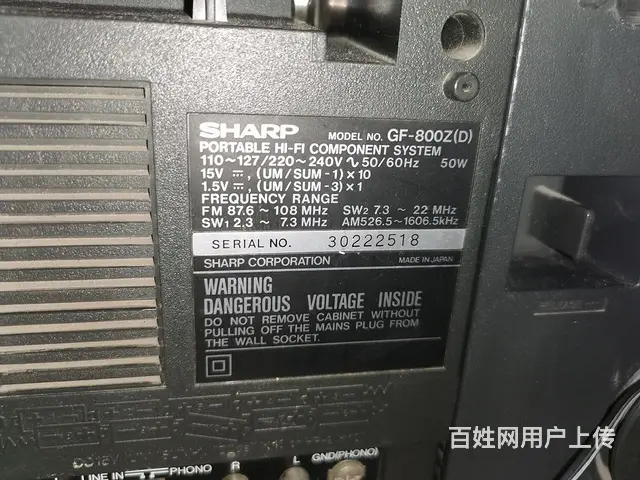 SHARP MODEL NO. GF-800Z(D)
PORTABLE HI-FI COMPONENT SYSTEM
110~127/220~240V ∿ 50/60Hz 50W
15V ⎓, (UM/SUM-1)×10
1.5V ⎓, (UM/SUM-3)×1
FREQUENCY RANGE
FM 87.6 ~ 108 MHz SW2 7.3 ~ 22 MHz
SW1 2.3 ~ 7.3 MHz AM526.5~1606.5kHz
SERIAL NO. 30222518
SHARP CORPORATION MADE IN JAPAN
WARNING
DANGEROUS VOLTAGE INSIDE
DO NOT REMOVE CABINET WITHOUT
PULLING OFF THE MAINS PLUG FROM
THE WALL SOCKET.
DC15V
LINE IN PHONO R L GND(PHONO)
百姓网用户上传